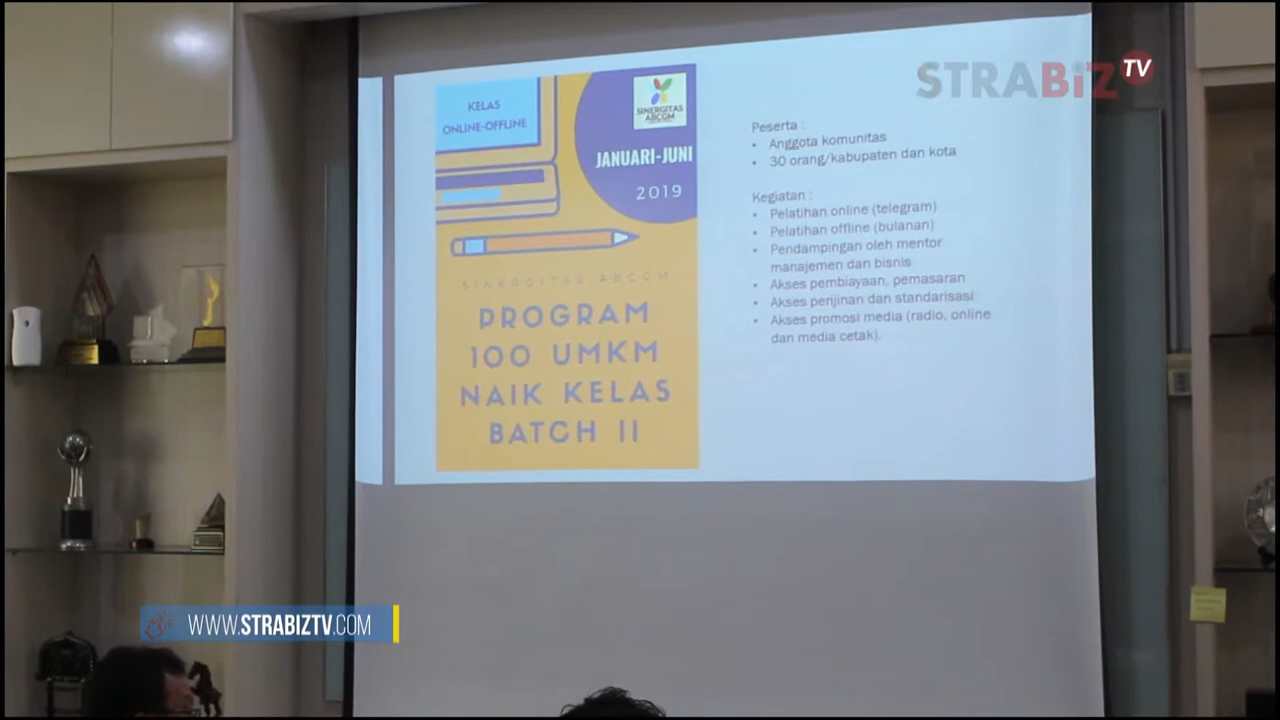 STRABIZ TV
KELAS
ONLINE-OFFLINE
SINERGITAS
ABCGM
JANUARI-JUNI
2019
SINERGITAS ABCGM
PROGRAM
100 UMKM
NAIK KELAS
BATCH II
Peserta :
• Anggota komunitas
• 30 orang/kabupaten dan kota
Kegiatan :
• Pelatihan online (telegram)
• Pelatihan offline (bulanan)
• Pendampingan oleh mentor
manajemen dan bisnis
• Akses pembiayaan, pemasaran
• Akses perijinan dan standarisasi
• Akses promosi media (radio, online
dan media cetak).
WWW.STRABIZTV.COM